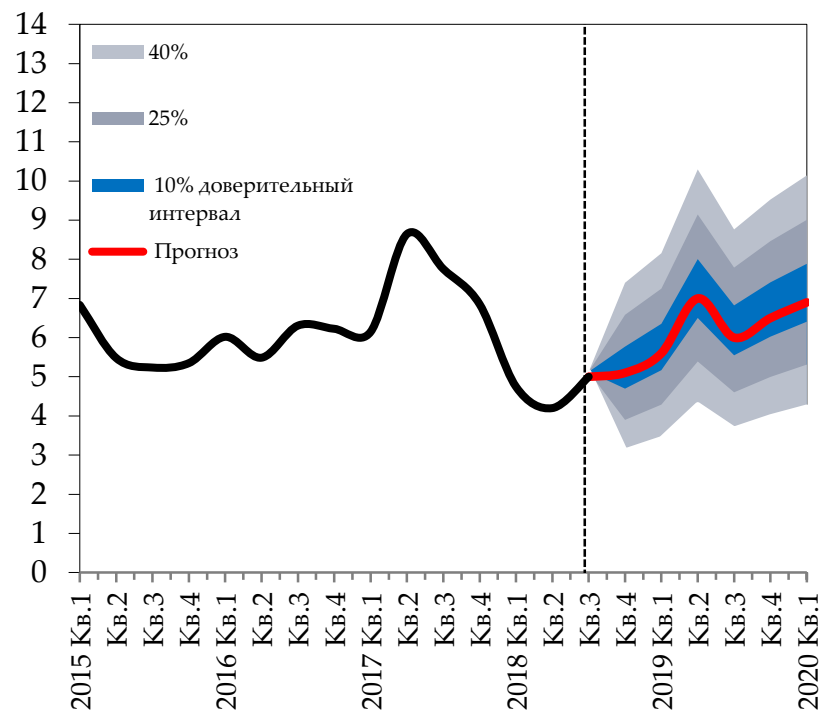 14
13
12
11
10
9
8
7
6
5
4
3
2
1
0
40%
25%
10% доверительный
интервал
Прогноз
2015 Кв.1
Кв.2
Кв.3
Кв.4
2016 Кв.1
Кв.2
Кв.3
Кв.4
2017 Кв.1
Кв.2
Кв.3
Кв.4
2018 Кв.1
Кв.2
Кв.3
Кв.4
2019 Кв.1
Кв.2
Кв.3
Кв.4
2020 Кв.1